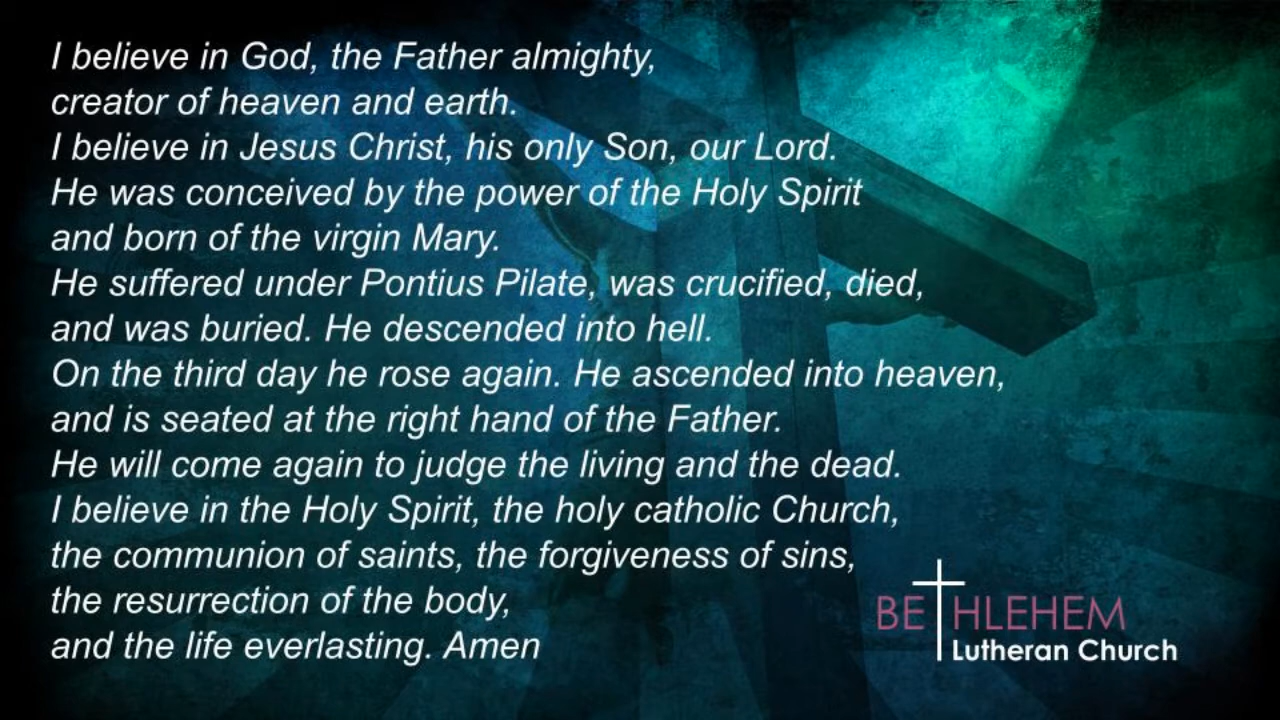 I believe in God, the Father almighty,
creator of heaven and earth.
I believe in Jesus Christ, his only Son, our Lord.
He was conceived by the power of the Holy Spirit
and born of the virgin Mary.
He suffered under Pontius Pilate, was crucified, died,
and was buried. He descended into hell.
On the third day he rose again. He ascended into heaven,
and is seated at the right hand of the Father.
He will come again to judge the living and the dead.
I believe in the Holy Spirit, the holy catholic Church,
the communion of saints, the forgiveness of sins,
the resurrection of the body,
and the life everlasting. Amen
BETHLEHEM
Lutheran Church